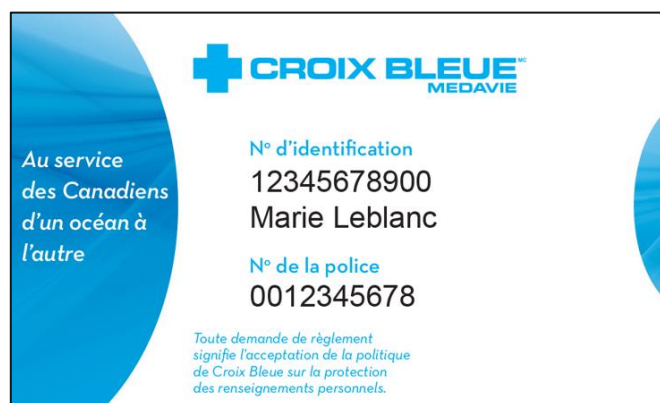 CROIX BLEUE MC
MEDAVIE
Au service
des Canadiens
d'un océan à
l'autre
Nº d'identification
12345678900
Marie Leblanc
Nº de la police
0012345678
Toute demande de règlement
signifie l'acceptation de la politique
de Croix Bleue sur la protection
des renseignements personnels.